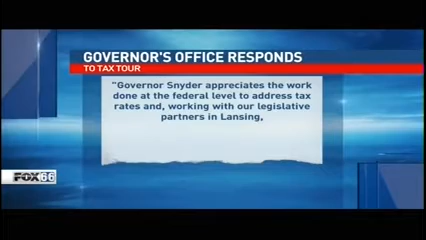 GOVERNOR'S OFFICE RESPONDS
TO TAX TOUR
"Governor Snyder appreciates the work
done at the federal level to address tax
rates and, working with our legislative
partners in Lansing,
FOX66